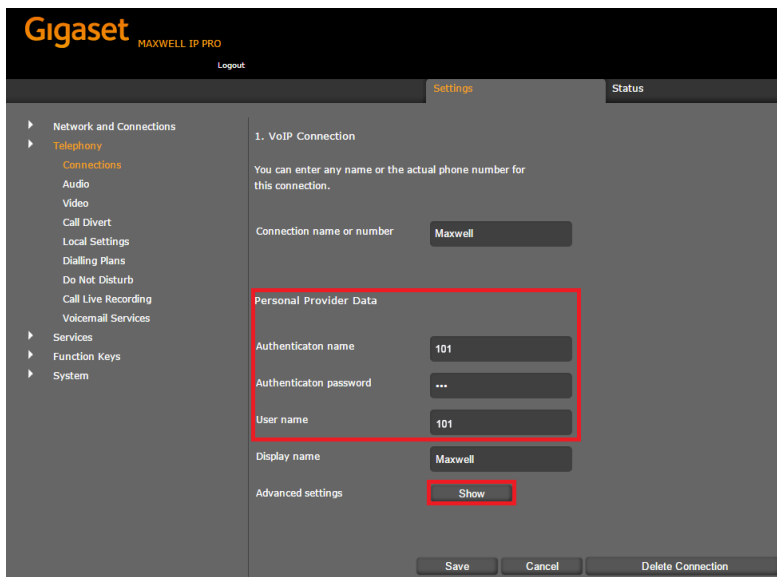 Gigaset MAXWELL IP PRO
Logout
Settings Status
Network and Connections
Telephony
Connections
Audio
Video
Call Divert
Local Settings
Dialling Plans
Do Not Disturb
Call Live Recording
Voicemail Services
Services
Function Keys
System
1. VoIP Connection
You can enter any name or the actual phone number for
this connection.
Connection name or number Maxwell
Personal Provider Data
Authenticaton name 101
Authenticaton password •••
User name 101
Display name Maxwell
Advanced settings Show
Save Cancel Delete Connection